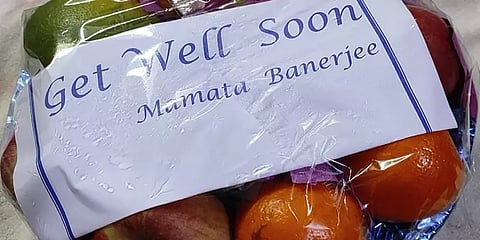 Get Well Soon
Mamata Banerjee